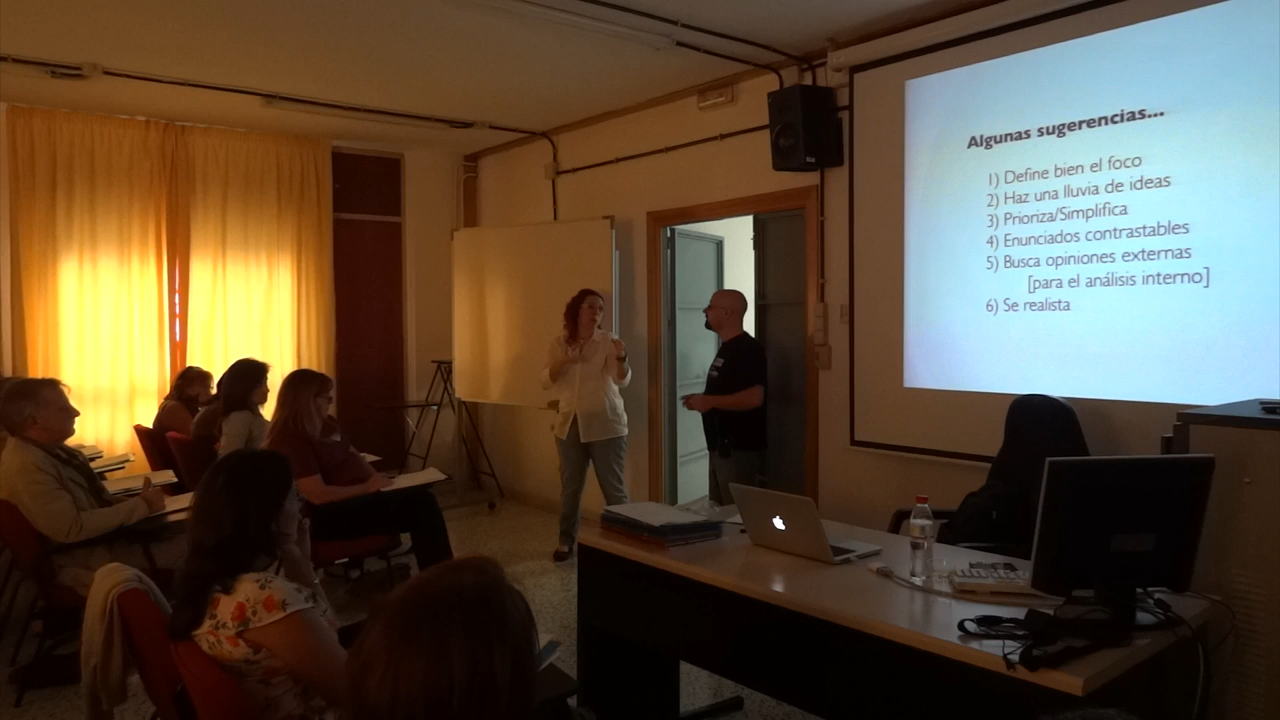 Algunas sugerencias...
1) Define bien el foco
2) Haz una lluvia de ideas
3) Prioriza/Simplifica
4) Enunciados contrastables
5) Busca opiniones externas
[para el análisis interno]
6) Se realista